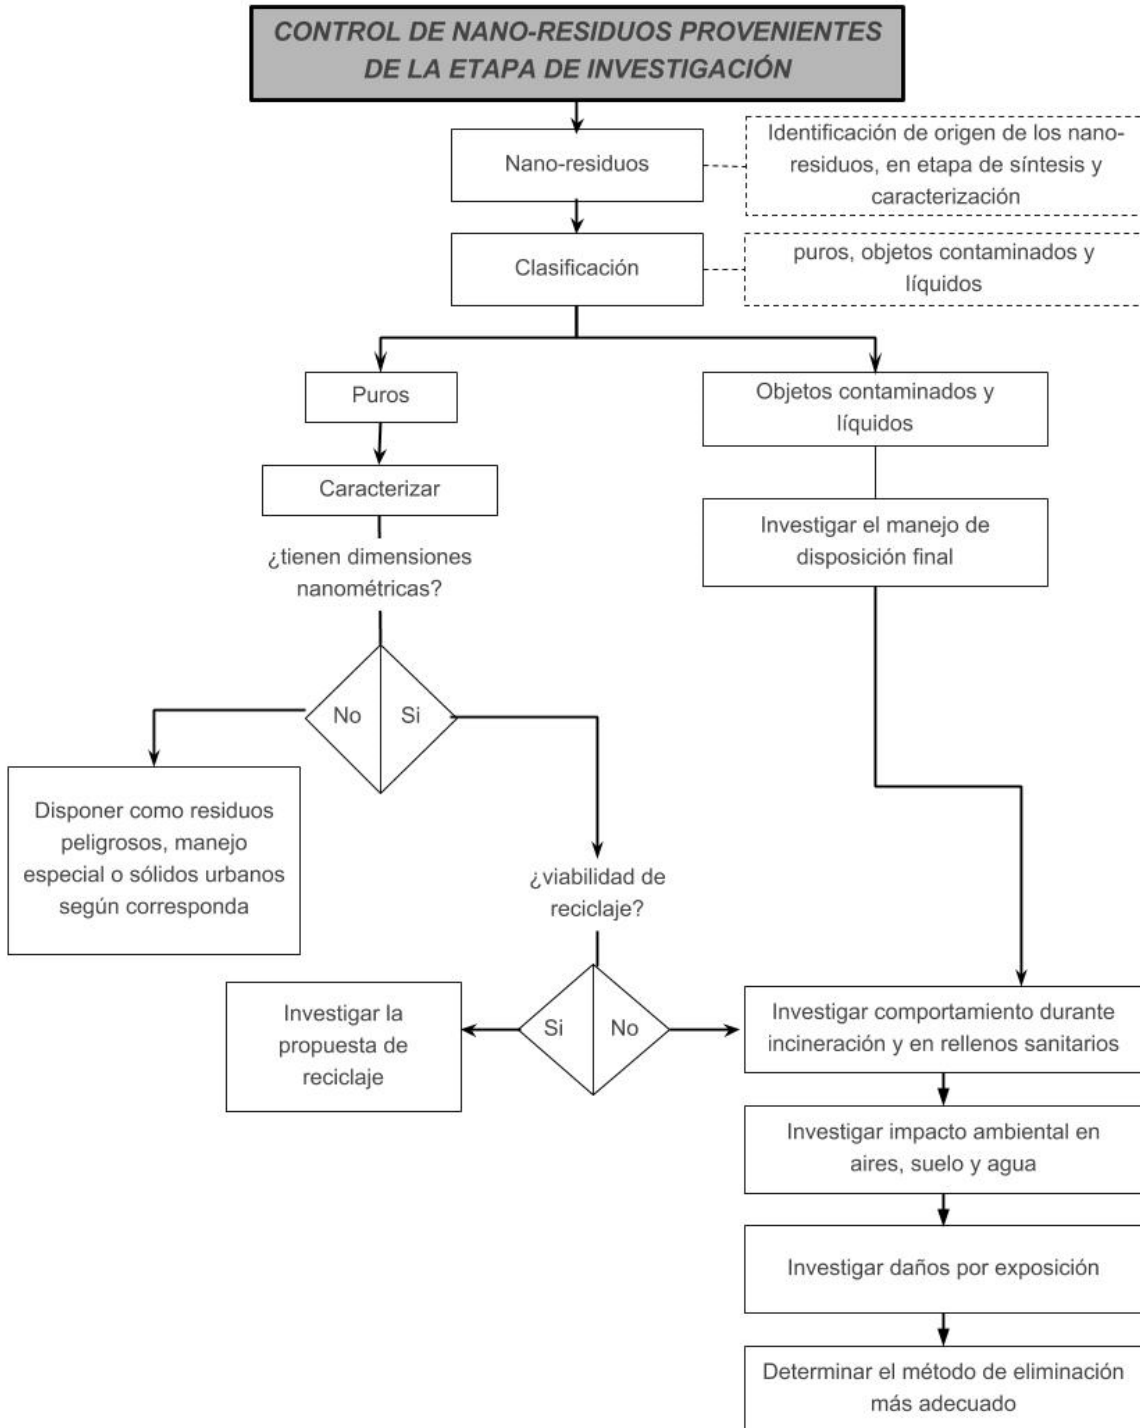 CONTROL DE NANO-RESIDUOS PROVENIENTES
DE LA ETAPA DE INVESTIGACIÓN
Nano-residuos
Identificación de origen de los nano-
residuos, en etapa de síntesis y
caracterización
Clasificación
puros, objetos contaminados y
líquidos
Puros
Objetos contaminados y
líquidos
Caracterizar
Investigar el manejo de
disposición final
¿tienen dimensiones
nanométricas?
No
Si
Disponer como residuos
peligrosos, manejo
especial o sólidos urbanos
según corresponda
¿viabilidad de
reciclaje?
Investigar la
propuesta de
reciclaje
Si
No
Investigar comportamiento durante
incineración y en rellenos sanitarios
Investigar impacto ambiental en
aires, suelo y agua
Investigar daños por exposición
Determinar el método de eliminación
más adecuado